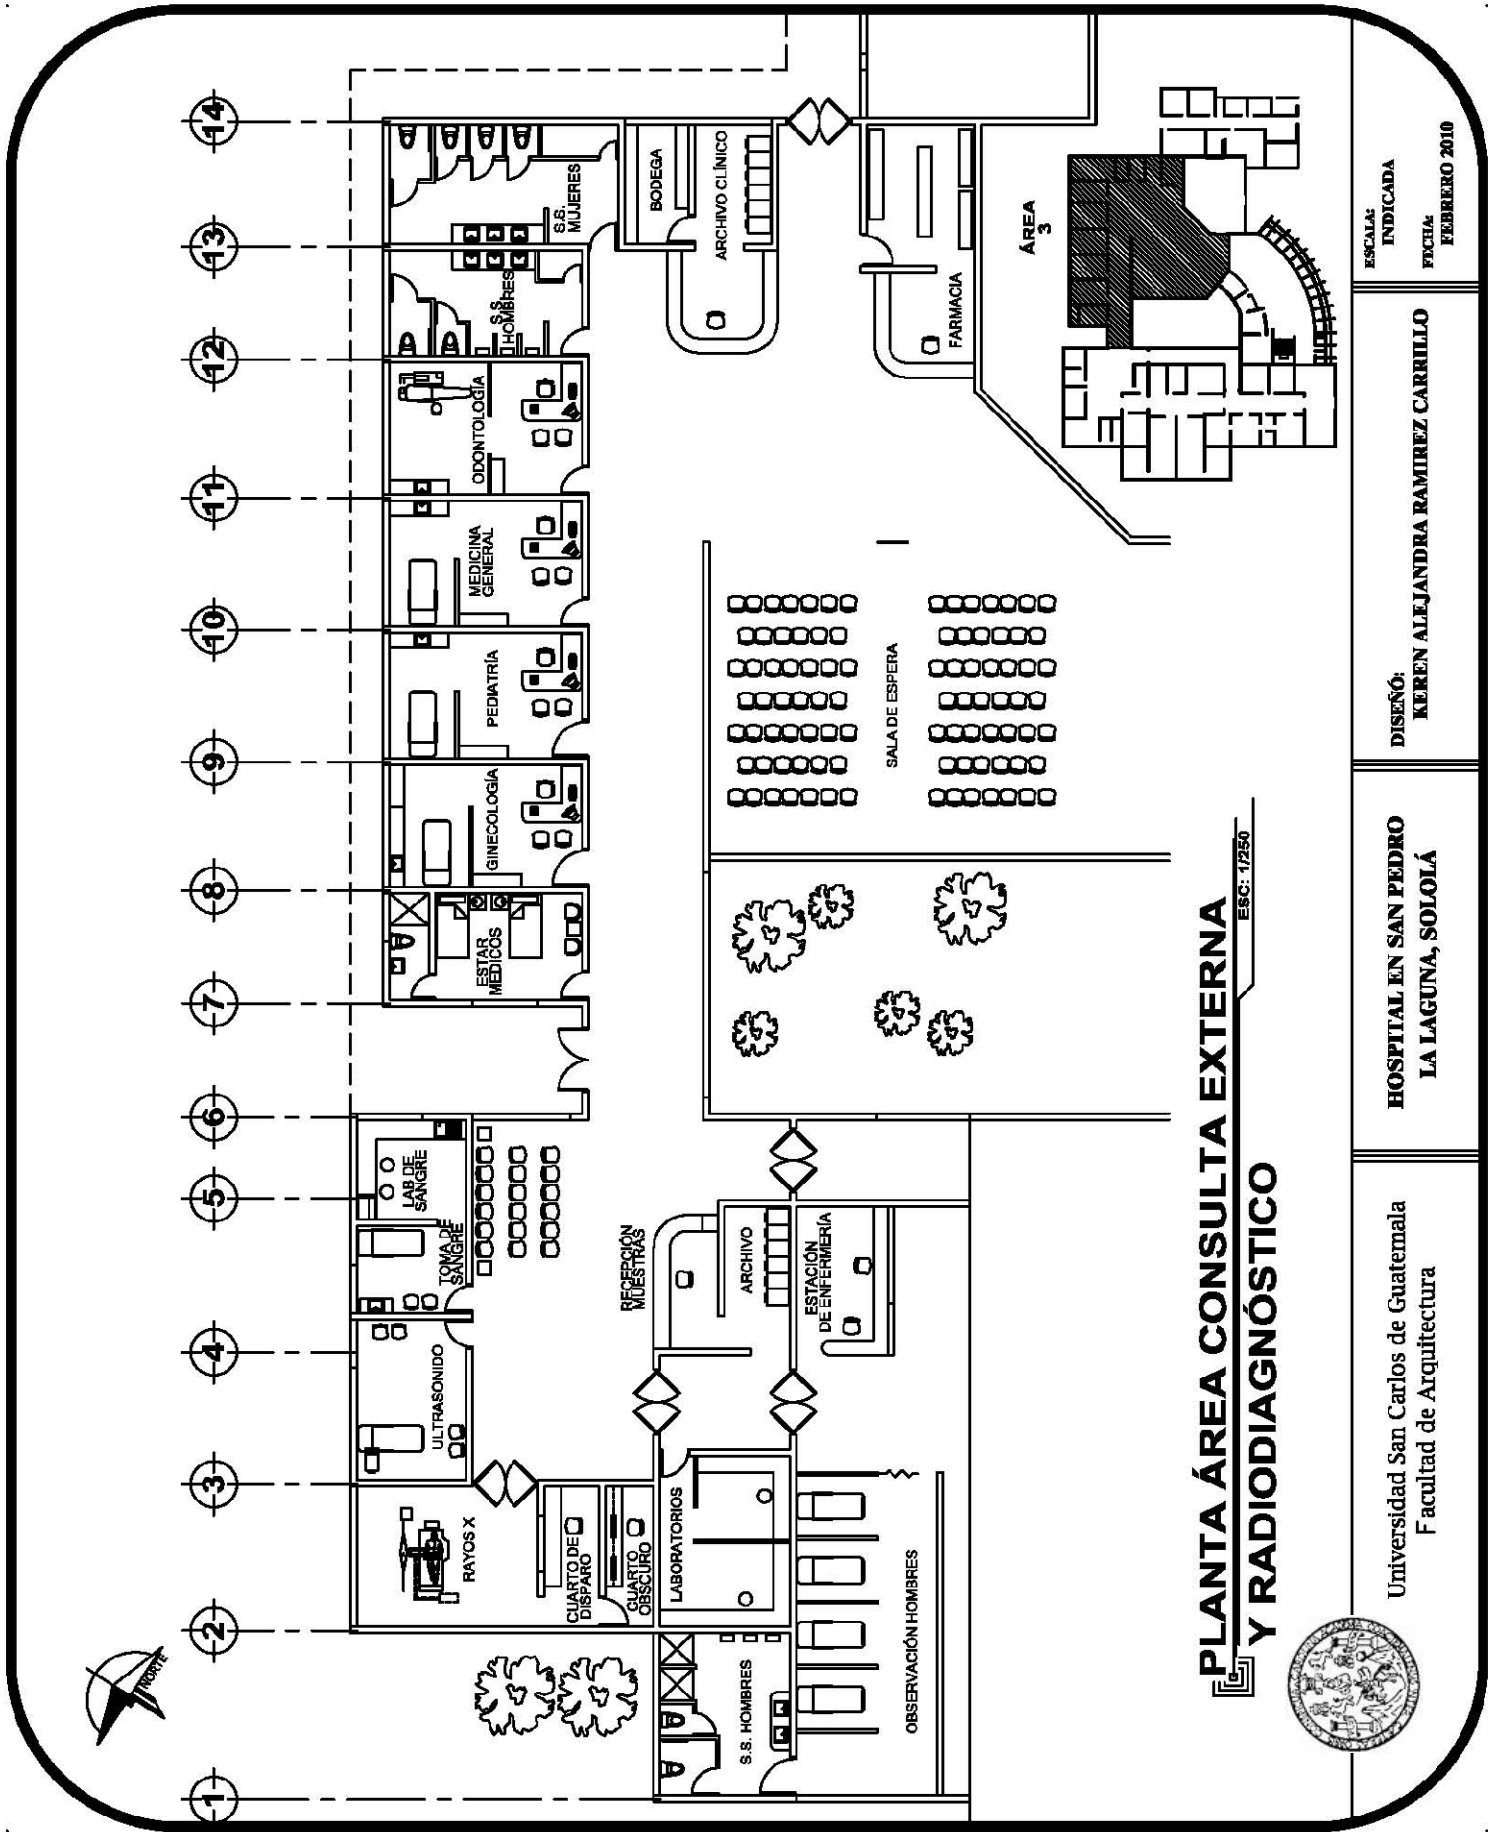 14
13
12
11
10
9
8
7
6
5
4
3
2
1
NORTE
S.S.
MUJERES
BODEGA
ARCHIVO CLÍNICO
S.S
HOMBRES
FARMACIA
ODONTOLOGÍA
MEDICINA
GENERAL
PEDIATRÍA
GINECOLOGÍA
ESTAR
MEDICOS
SALA DE ESPERA
LAB DE
SANGRE
TOMA DE
SANGRE
ULTRASONIDO
RECEPCIÓN
MUESTRAS
ARCHIVO
ESTACIÓN
DE ENFERMERÍA
RAYOS X
CUARTO DE
DISPARO
CUARTO
OBSCURO
LABORATORIOS
S.S. HOMBRES
OBSERVACIÓN HOMBRES
ÁREA
3
PLANTA ÁREA CONSULTA EXTERNA
Y RADIODIAGNÓSTICO
ESC: 1/250
Universidad San Carlos de Guatemala
Facultad de Arquitectura
HOSPITAL EN SAN PEDRO
LA LAGUNA, SOLOLÁ
DISEÑÓ:
KEREN ALEJANDRA RAMIREZ CARRILLO
ESCALA:
INDICADA
FECHA:
FEBRERO 2010